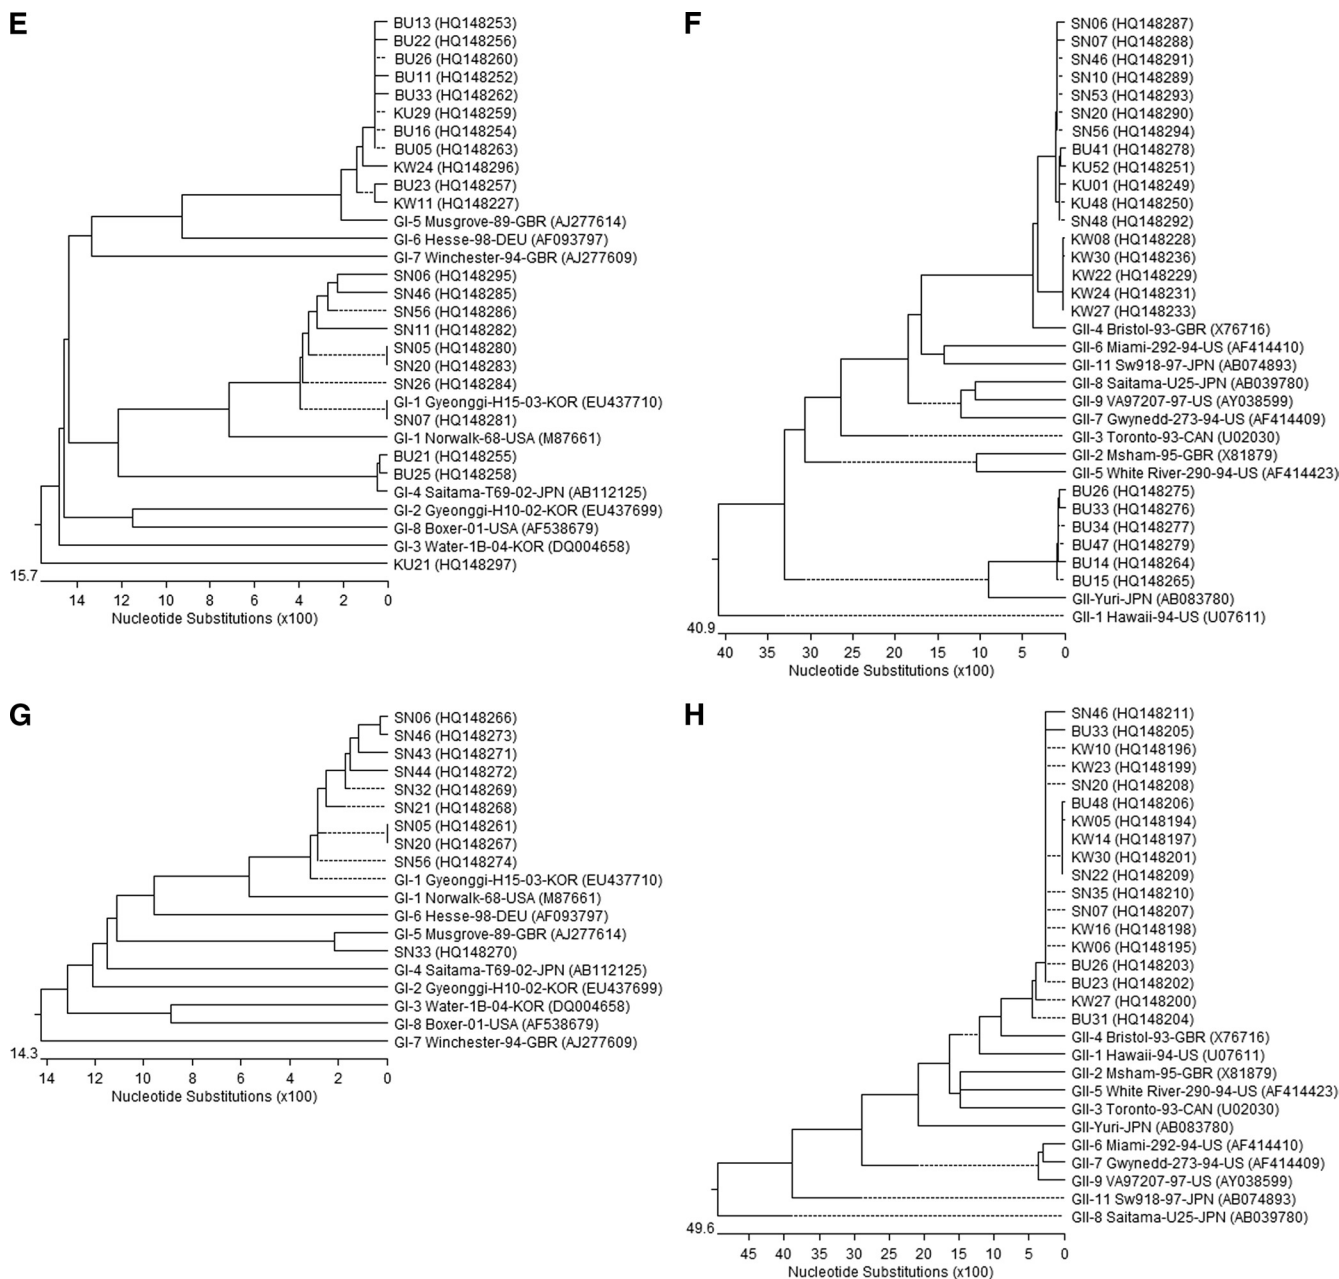 E
BU13 (HQ148253)
BU22 (HQ148256)
BU26 (HQ148260)
BU11 (HQ148252)
BU33 (HQ148262)
KU29 (HQ148259)
BU16 (HQ148254)
BU05 (HQ148263)
KW24 (HQ148296)
BU23 (HQ148257)
KW11 (HQ148227)
GI-5 Musgrove-89-GBR (AJ277614)
GI-6 Hesse-98-DEU (AF093797)
GI-7 Winchester-94-GBR (AJ277609)
SN06 (HQ148295)
SN46 (HQ148285)
SN56 (HQ148286)
SN11 (HQ148282)
SN05 (HQ148280)
SN20 (HQ148283)
SN26 (HQ148284)
GI-1 Gyeonggi-H15-03-KOR (EU437710)
SN07 (HQ148281)
GI-1 Norwalk-68-USA (M87661)
BU21 (HQ148255)
BU25 (HQ148258)
GI-4 Saitama-T69-02-JPN (AB112125)
GI-2 Gyeonggi-H10-02-KOR (EU437699)
GI-8 Boxer-01-USA (AF538679)
GI-3 Water-1B-04-KOR (DQ004658)
KU21 (HQ148297)
15.7
14 12 10 8 6 4 2 0
Nucleotide Substitutions (x100)
F
SN06 (HQ148287)
SN07 (HQ148288)
SN46 (HQ148291)
SN10 (HQ148289)
SN53 (HQ148293)
SN20 (HQ148290)
SN56 (HQ148294)
BU41 (HQ148278)
KU52 (HQ148251)
KU01 (HQ148249)
KU48 (HQ148250)
SN48 (HQ148292)
KW08 (HQ148228)
KW30 (HQ148236)
KW22 (HQ148229)
KW24 (HQ148231)
KW27 (HQ148233)
GII-4 Bristol-93-GBR (X76716)
GII-6 Miami-292-94-US (AF414410)
GII-11 Sw918-97-JPN (AB074893)
GII-8 Saitama-U25-JPN (AB039780)
GII-9 VA97207-97-US (AY038599)
GII-7 Gwynedd-273-94-US (AF414409)
GII-3 Toronto-93-CAN (U02030)
GII-2 Msham-95-GBR (X81879)
GII-5 White River-290-94-US (AF414423)
BU26 (HQ148275)
BU33 (HQ148276)
BU34 (HQ148277)
BU47 (HQ148279)
BU14 (HQ148264)
BU15 (HQ148265)
GII-Yuri-JPN (AB083780)
GII-1 Hawaii-94-US (U07611)
40.9
40 35 30 25 20 15 10 5 0
Nucleotide Substitutions (x100)
G
SN06 (HQ148266)
SN46 (HQ148273)
SN43 (HQ148271)
SN44 (HQ148272)
SN32 (HQ148269)
SN21 (HQ148268)
SN05 (HQ148261)
SN20 (HQ148267)
SN56 (HQ148274)
GI-1 Gyeonggi-H15-03-KOR (EU437710)
GI-1 Norwalk-68-USA (M87661)
GI-6 Hesse-98-DEU (AF093797)
GI-5 Musgrove-89-GBR (AJ277614)
SN33 (HQ148270)
GI-4 Saitama-T69-02-JPN (AB112125)
GI-2 Gyeonggi-H10-02-KOR (EU437699)
GI-3 Water-1B-04-KOR (DQ004658)
GI-8 Boxer-01-USA (AF538679)
GI-7 Winchester-94-GBR (AJ277609)
14.3
14 12 10 8 6 4 2 0
Nucleotide Substitutions (x100)
H
SN46 (HQ148211)
BU33 (HQ148205)
KW10 (HQ148196)
KW23 (HQ148199)
SN20 (HQ148208)
BU48 (HQ148206)
KW05 (HQ148194)
KW14 (HQ148197)
KW30 (HQ148201)
SN22 (HQ148209)
SN35 (HQ148210)
SN07 (HQ148207)
KW16 (HQ148198)
KW06 (HQ148195)
BU26 (HQ148203)
BU23 (HQ148202)
KW27 (HQ148200)
BU31 (HQ148204)
GII-4 Bristol-93-GBR (X76716)
GII-1 Hawaii-94-US (U07611)
GII-2 Msham-95-GBR (X81879)
GII-5 White River-290-94-US (AF414423)
GII-3 Toronto-93-CAN (U02030)
GII-Yuri-JPN (AB083780)
GII-6 Miami-292-94-US (AF414410)
GII-7 Gwynedd-273-94-US (AF414409)
GII-9 VA97207-97-US (AY038599)
GII-11 Sw918-97-JPN (AB074893)
GII-8 Saitama-U25-JPN (AB039780)
49.6
45 40 35 30 25 20 15 10 5 0
Nucleotide Substitutions (x100)